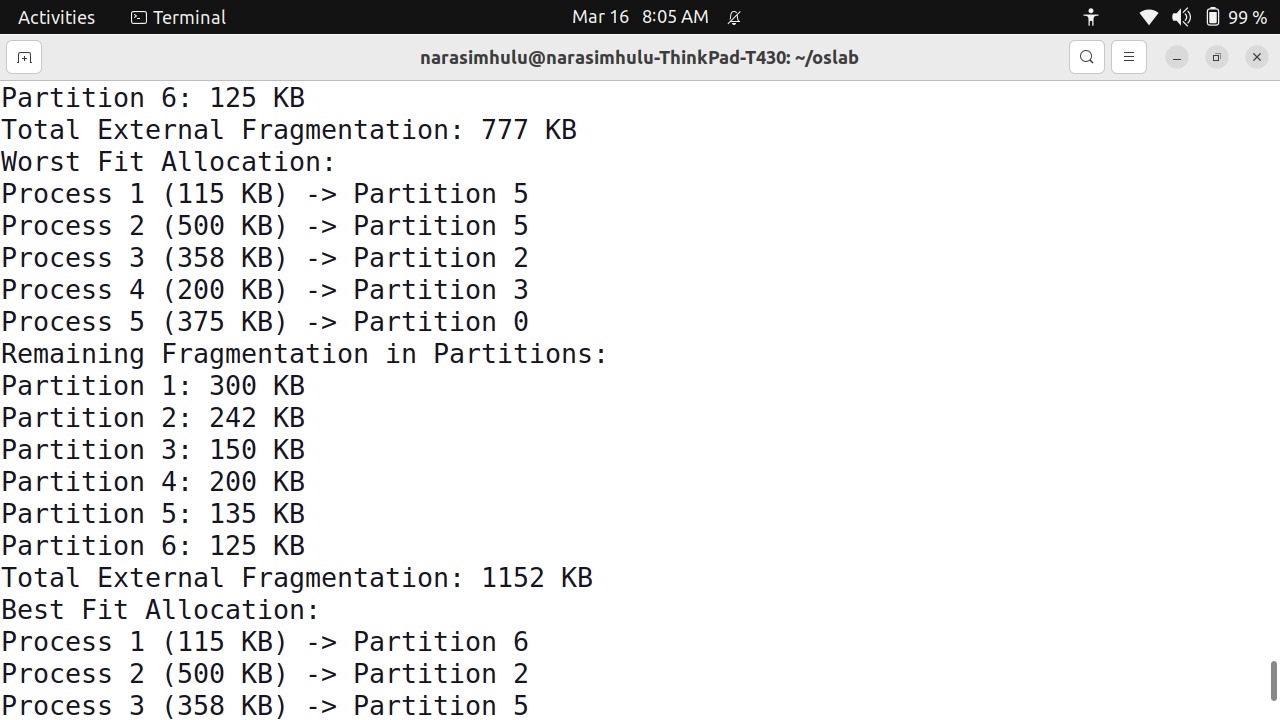 Activities Terminal Mar 16 8:05 AM 99 %
narasimhulu@narasimhulu-ThinkPad-T430: ~/oslab
Partition 6: 125 KB
Total External Fragmentation: 777 KB
Worst Fit Allocation:
Process 1 (115 KB) -> Partition 5
Process 2 (500 KB) -> Partition 5
Process 3 (358 KB) -> Partition 2
Process 4 (200 KB) -> Partition 3
Process 5 (375 KB) -> Partition 0
Remaining Fragmentation in Partitions:
Partition 1: 300 KB
Partition 2: 242 KB
Partition 3: 150 KB
Partition 4: 200 KB
Partition 5: 135 KB
Partition 6: 125 KB
Total External Fragmentation: 1152 KB
Best Fit Allocation:
Process 1 (115 KB) -> Partition 6
Process 2 (500 KB) -> Partition 2
Process 3 (358 KB) -> Partition 5